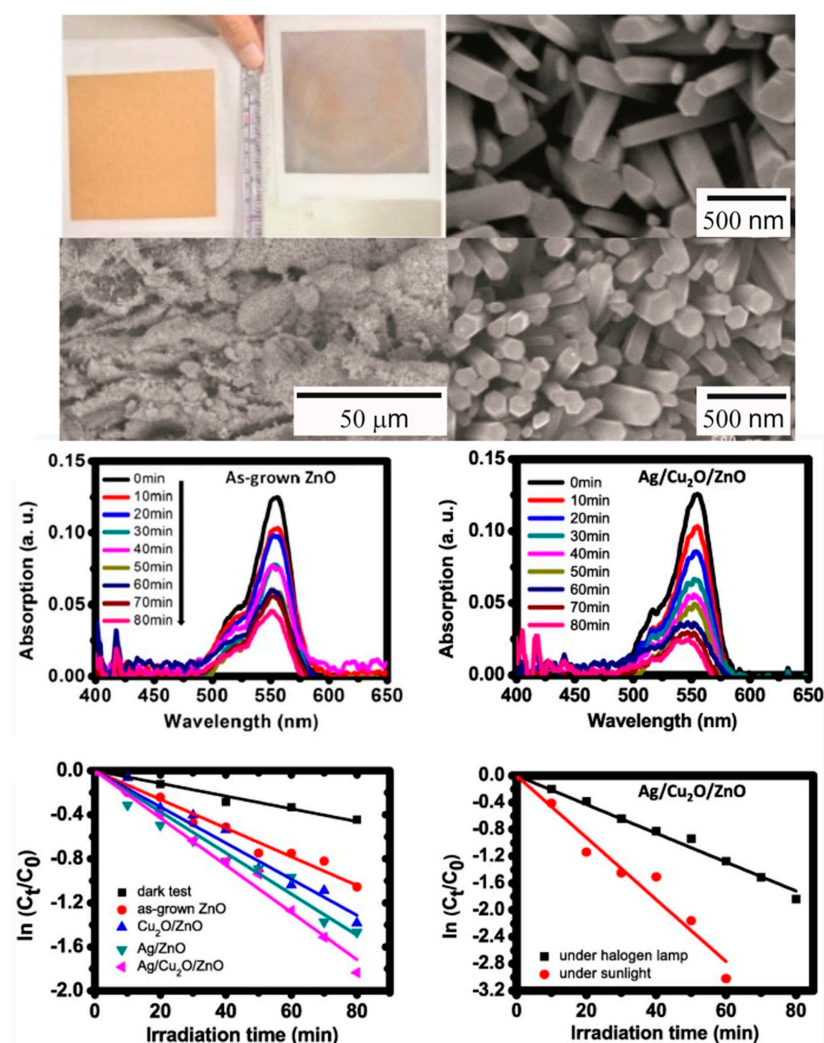 500 nm
50 μm
500 nm
0.15
0.10
0.05
0.00
Absorption (a. u.)
As-grown ZnO
0min
10min
20min
30min
40min
50min
60min
70min
80min
400 450 500 550 600 650
Wavelength (nm)
0.15
0.10
0.05
0.00
Absorption (a. u.)
Ag/Cu₂O/ZnO
0min
10min
20min
30min
40min
50min
60min
70min
80min
400 450 500 550 600 650
Wavelength (nm)
0.0
-0.4
-0.8
-1.2
-1.6
-2.0
ln (Cₜ/C₀)
dark test
as-grown ZnO
Cu₂O/ZnO
Ag/ZnO
Ag/Cu₂O/ZnO
0 20 40 60 80
Irradiation time (min)
0.0
-0.4
-0.8
-1.2
-1.6
-2.0
-2.4
-2.8
-3.2
ln (Cₜ/C₀)
Ag/Cu₂O/ZnO
under halogen lamp
under sunlight
0 20 40 60 80
Irradiation time (min)